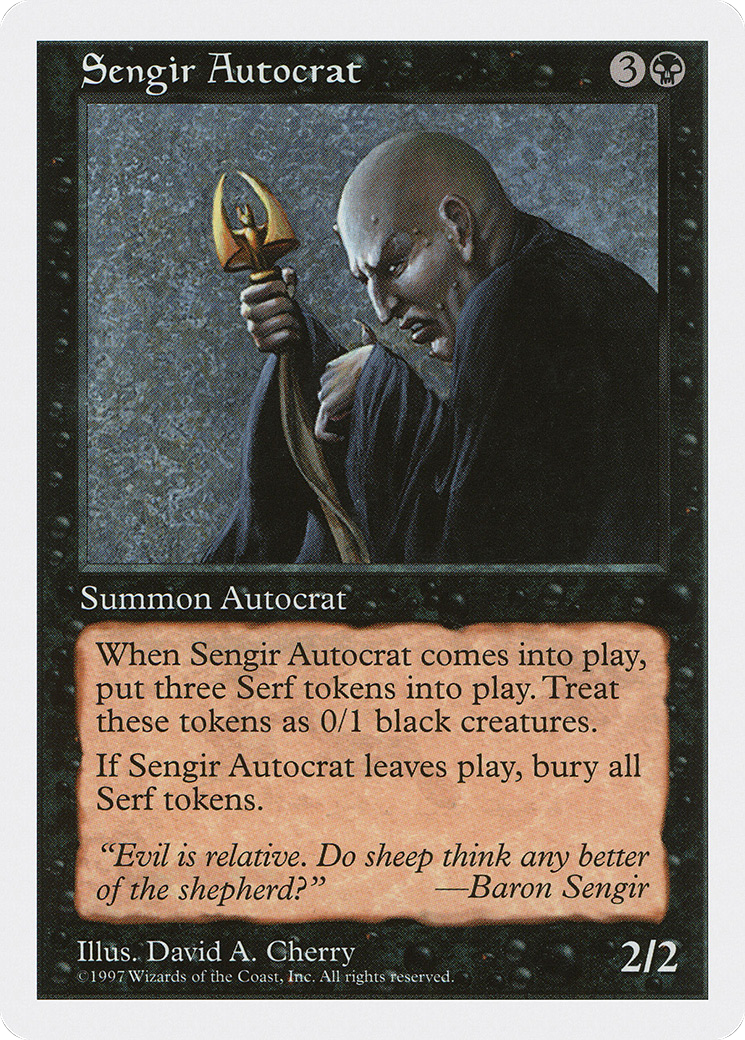 Sengir Autocrat 3
Summon Autocrat
When Sengir Autocrat comes into play,
put three Serf tokens into play. Treat
these tokens as 0/1 black creatures.
If Sengir Autocrat leaves play, bury all
Serf tokens.
“Evil is relative. Do sheep think any better
of the shepherd?” —Baron Sengir
Illus. David A. Cherry
©1997 Wizards of the Coast, Inc. All rights reserved.
2/2